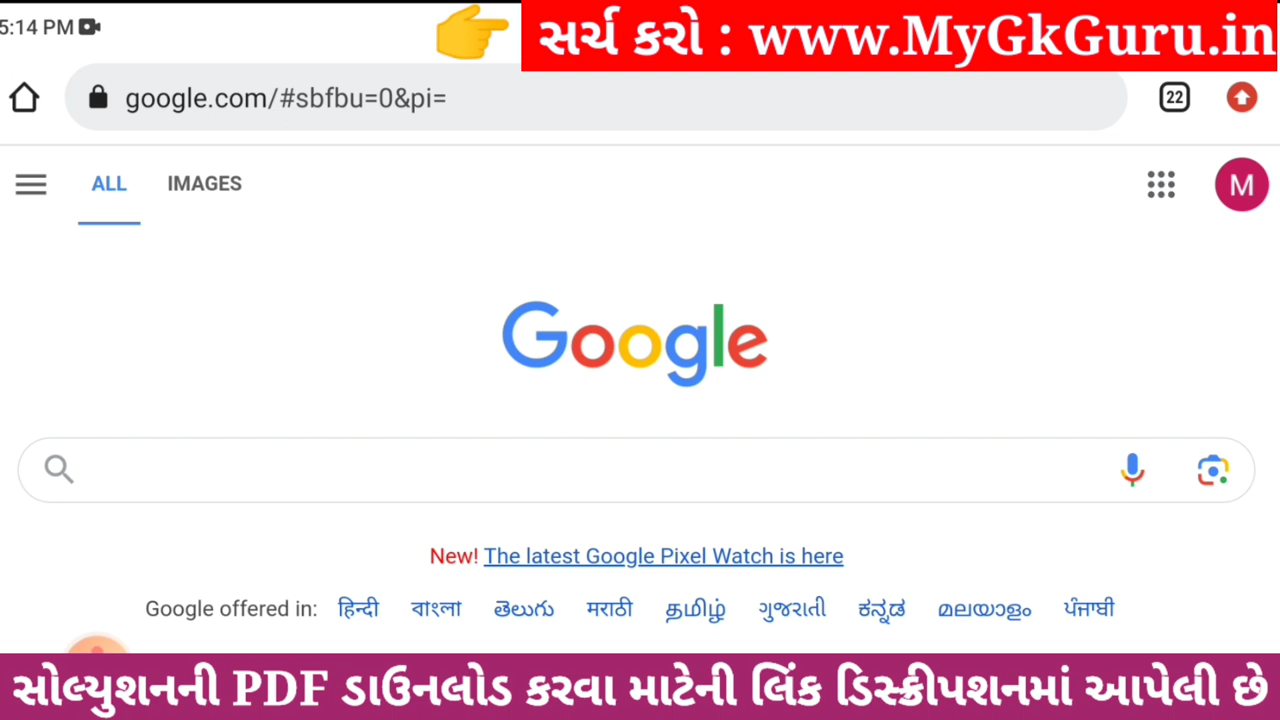 5:14 PM
👉 સર્ચ કરો : www.MyGkGuru.in
google.com/#sbfbu=0&pi=
22
ALL IMAGES
M
Google
New! The latest Google Pixel Watch is here
Google offered in: हिन्दी বাংলা తెలుగు मराठी தமிழ் ગુજરાતી ಕನ್ನಡ മലയാളം ਪੰਜਾਬੀ
સોલ્યુશનની PDF ડાઉનલોડ કરવા માટેની લિંક ડિસ્ક્રીપશનમાં આપેલી છે